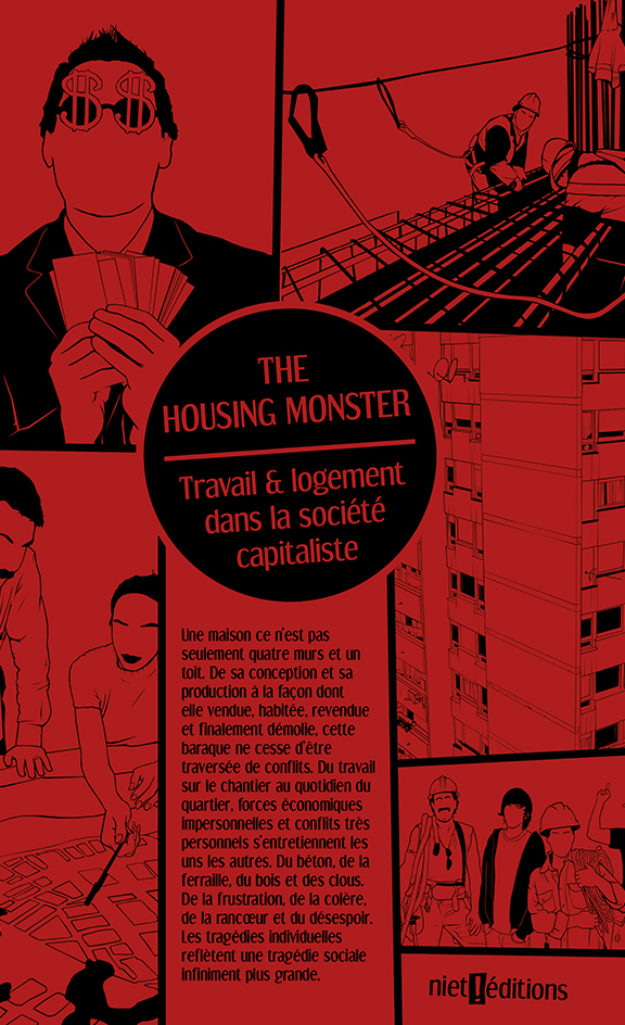 THE
HOUSING MONSTER
Travail & logement
dans la société
capitaliste
Une maison ce n'est pas
seulement quatre murs et un
toit. De sa conception et sa
production à la façon dont
elle vendue, habitée, revendue
et finalement démolie, cette
baraque ne cesse d'être
traversée de conflits. Du travail
sur le chantier au quotidien du
quartier, forces économiques
impersonnelles et conflits très
personnels s'entretiennent les
uns les autres. Du béton, de la
ferraille, du bois et des clous.
De la frustration, de la colère,
de la rancœur et du désespoir.
Les tragédies individuelles
reflètent une tragédie sociale
infiniment plus grande.
niet!éditions